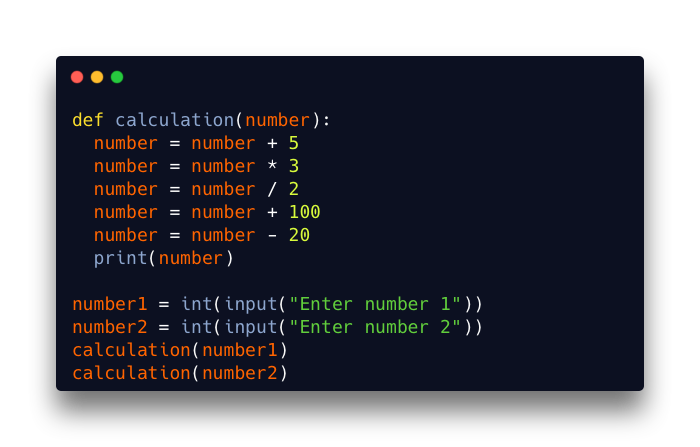 def calculation(number):
  number = number + 5
  number = number * 3
  number = number / 2
  number = number + 100
  number = number - 20
  print(number)

number1 = int(input("Enter number 1"))
number2 = int(input("Enter number 2"))
calculation(number1)
calculation(number2)